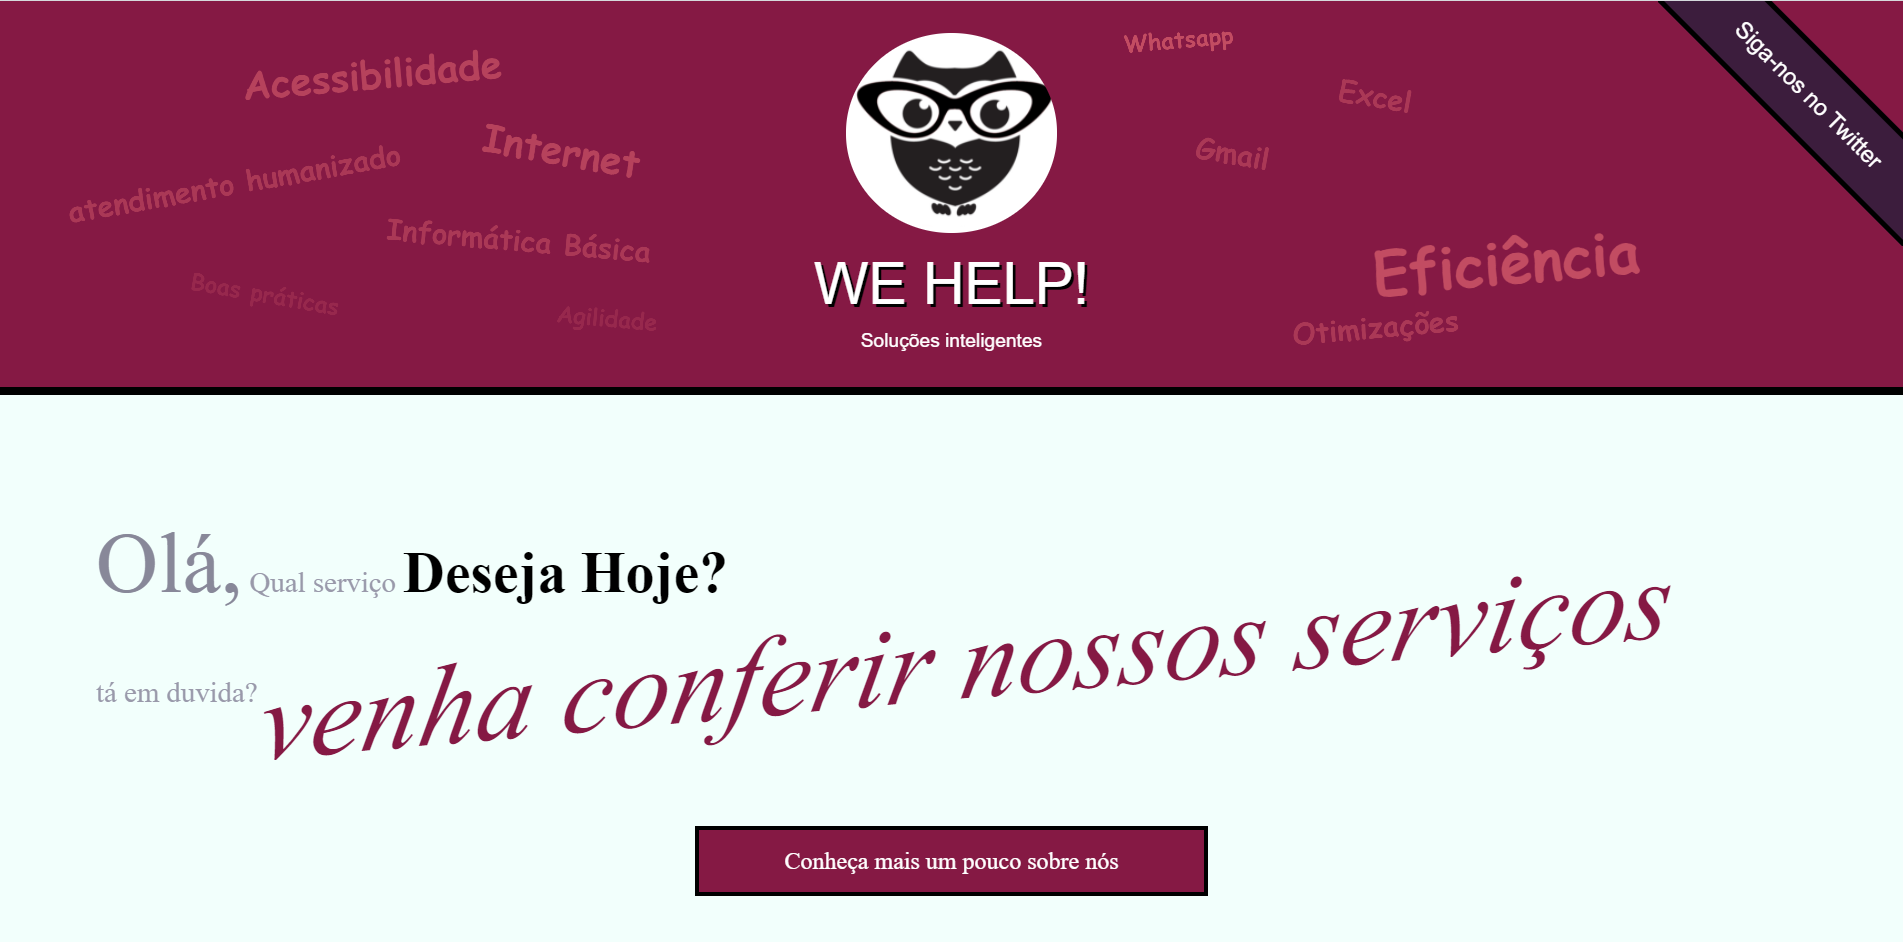 Acessibilidade
Whatsapp
Siga-nos no Twitter
Excel
Internet
Gmail
atendimento humanizado
Informática Básica
Eficiência
WE HELP!
Boas práticas
Agilidade
Otimizações
Soluções inteligentes
Olá, Qual serviço Deseja Hoje?
tá em duvida? venha conferir nossos serviços
Conheça mais um pouco sobre nós